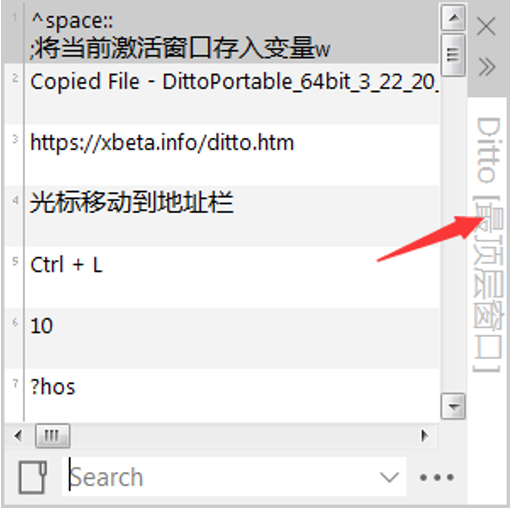 1
^space::
;将当前激活窗口存入变量w
2
Copied File - DittoPortable_64bit_3_22_20_
3
https://xbeta.info/ditto.htm
4
光标移动到地址栏
5
Ctrl + L
6
10
7
?hos
Search
Ditto [最顶层窗口]